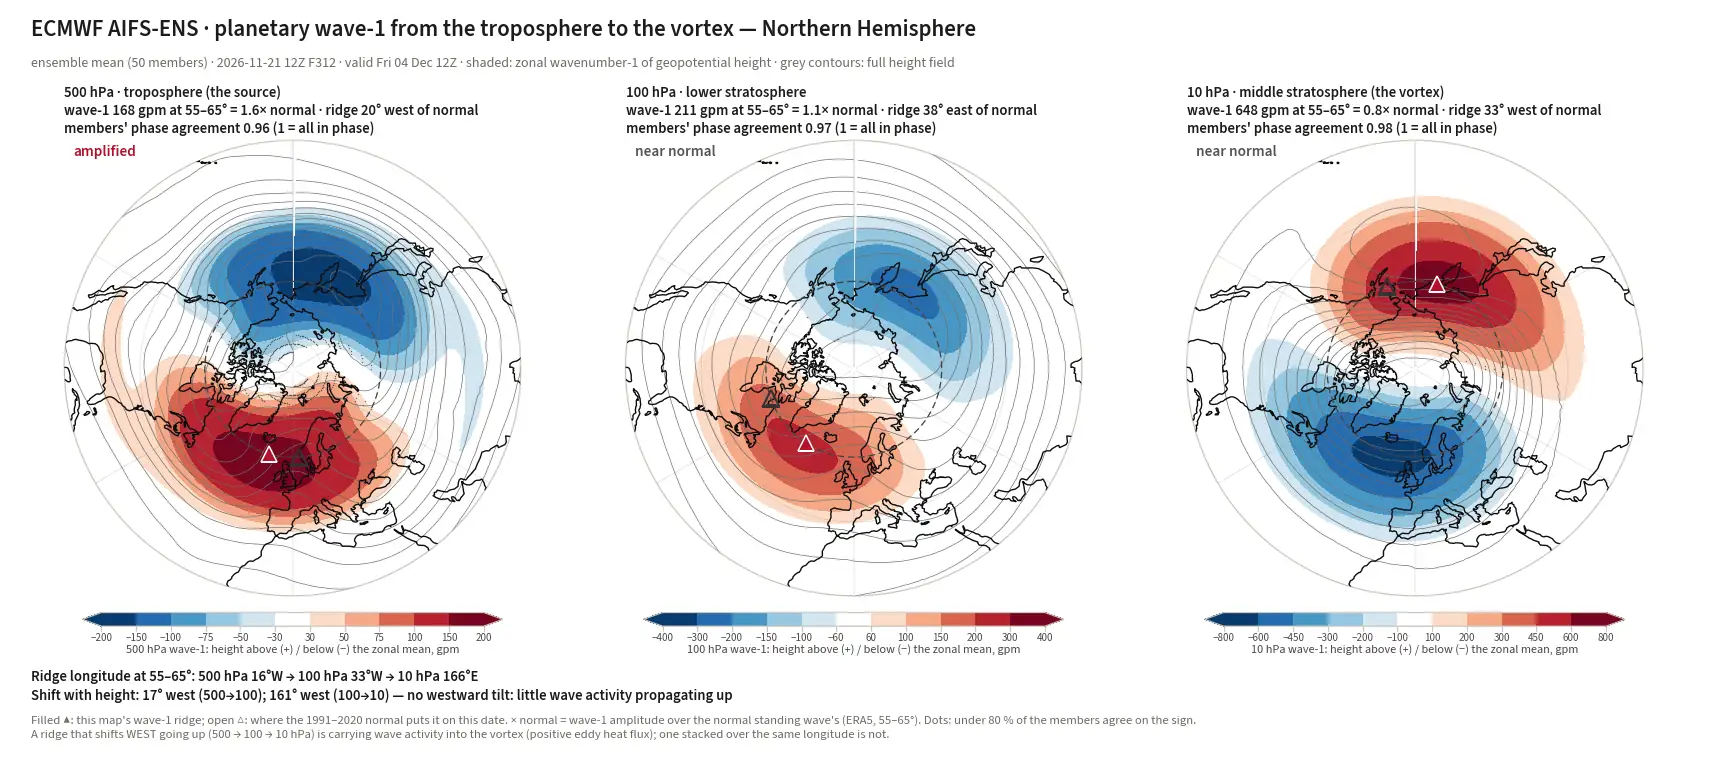 ECMWF AIFS-ENS · planetary wave-1 from the troposphere to the vortex — Northern Hemisphere
ensemble mean (50 members) · 2026-11-21 12Z F312 · valid Fri 04 Dec 12Z · shaded: zonal wavenumber-1 of geopotential height · grey contours: full height field
500 hPa · troposphere (the source)
wave-1 168 gpm at 55–65° = 1.6× normal · ridge 20° west of normal
members' phase agreement 0.96 (1 = all in phase)
amplified
100 hPa · lower stratosphere
wave-1 211 gpm at 55–65° = 1.1× normal · ridge 38° east of normal
members' phase agreement 0.97 (1 = all in phase)
near normal
10 hPa · middle stratosphere (the vortex)
wave-1 648 gpm at 55–65° = 0.8× normal · ridge 33° west of normal
members' phase agreement 0.98 (1 = all in phase)
near normal
−200 −150 −100 −75 −50 −30 30 50 75 100 150 200
500 hPa wave-1: height above (+) / below (−) the zonal mean, gpm
−400 −300 −200 −150 −100 −60 60 100 150 200 300 400
100 hPa wave-1: height above (+) / below (−) the zonal mean, gpm
−800 −600 −450 −300 −200 −100 100 200 300 450 600 800
10 hPa wave-1: height above (+) / below (−) the zonal mean, gpm
Ridge longitude at 55–65°: 500 hPa 16°W → 100 hPa 33°W → 10 hPa 166°E
Shift with height: 17° west (500→100); 161° west (100→10) — no westward tilt: little wave activity propagating up
Filled ▲: this map's wave-1 ridge; open △: where the 1991–2020 normal puts it on this date. × normal = wave-1 amplitude over the normal standing wave's (ERA5, 55–65°). Dots: under 80 % of the members agree on the sign.
A ridge that shifts WEST going up (500 → 100 → 10 hPa) is carrying wave activity into the vortex (positive eddy heat flux); one stacked over the same longitude is not.